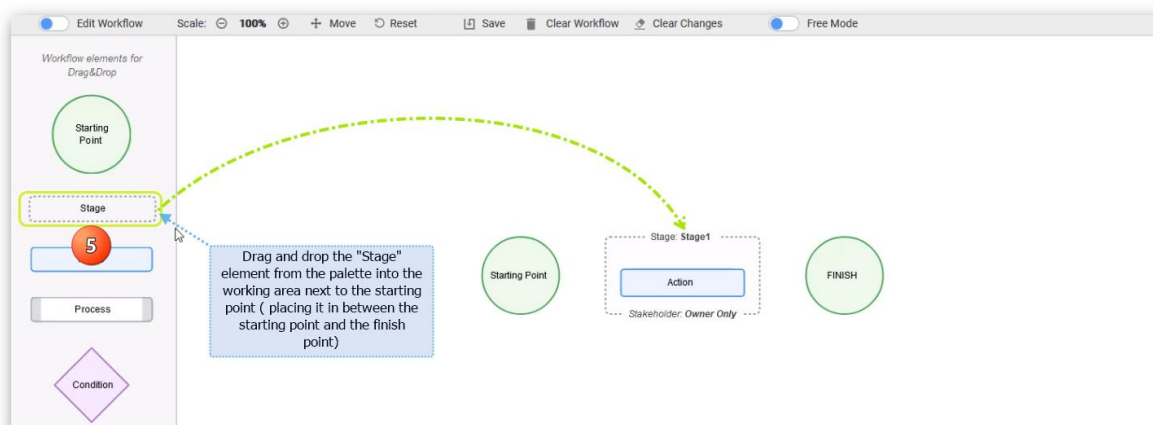 Edit Workflow Scale: 100% Move Reset Save Clear Workflow Clear Changes Free Mode
Workflow elements for
Drag&Drop
Starting
Point
Stage
5
Process
Condition
Drag and drop the "Stage"
element from the palette into the
working area next to the starting
point ( placing it in between the
starting point and the finish
point)
Starting Point
Stage: Stage1
Action
Stakeholder: Owner Only
FINISH